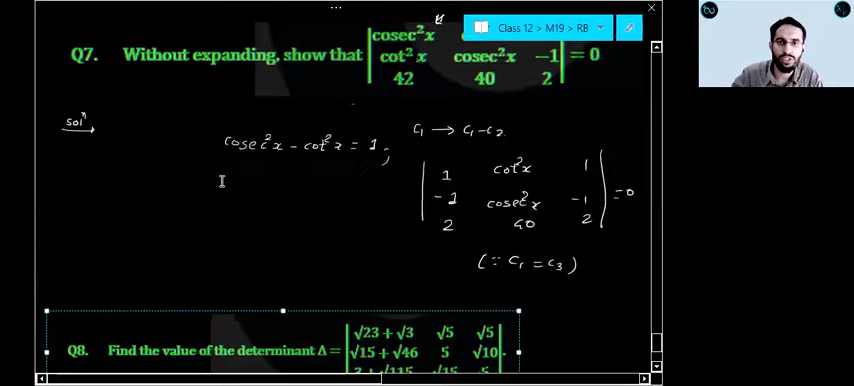 Class 12 > M19 > RB
Q7. Without expanding, show that | cosec²x
cot²x cosec²x −1 | = 0
42 40 2
solⁿ
cosec²x − cot²x = 1 ;
C₁ → C₁ − C₂.
1 cot²x 1
−1 cosec²x −1 = 0
2 40 2
(∵ C₁ = C₃)
√23 + √3 √5 √5
Q8. Find the value of the determinant Δ = √15 + √46 5 √10 .